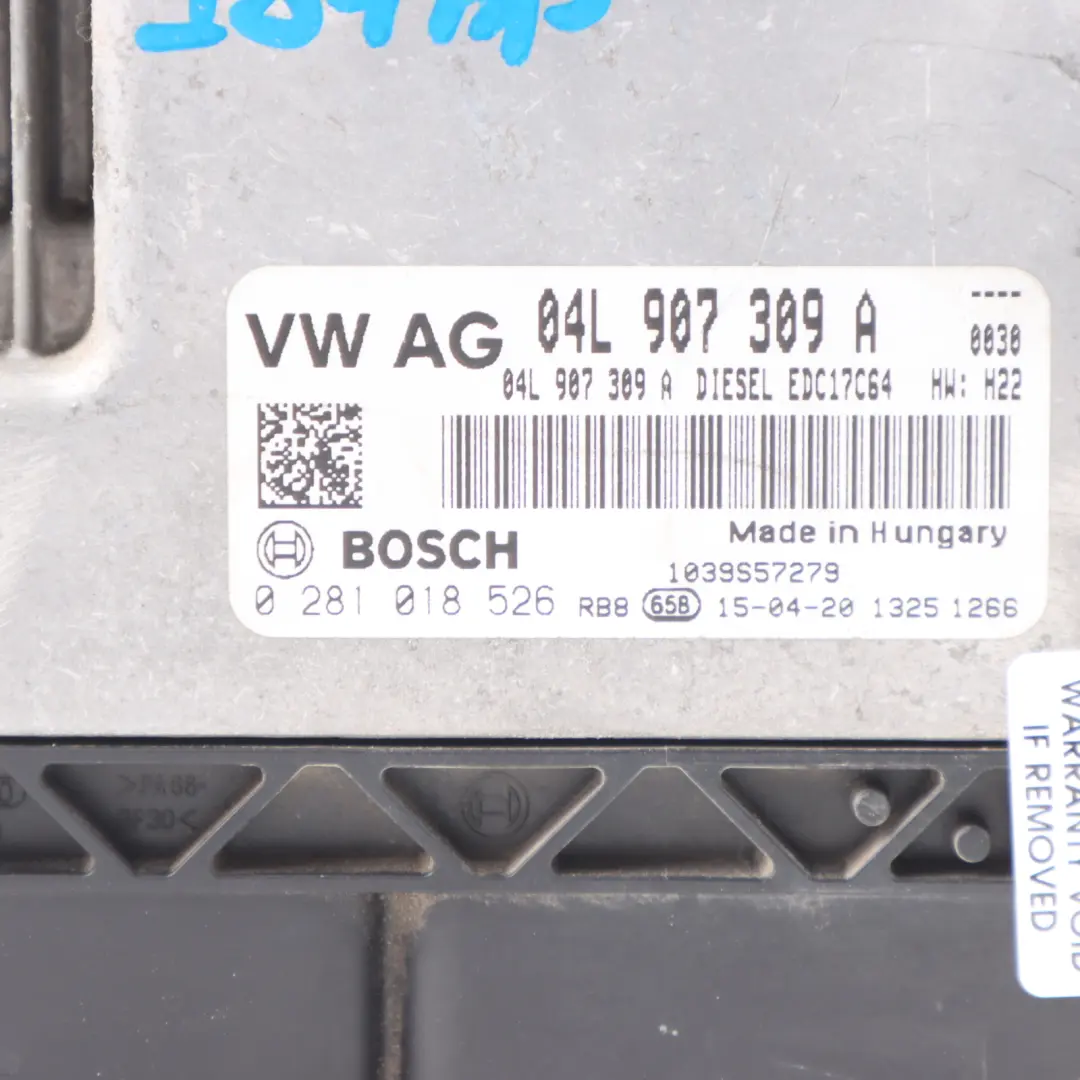 VW AG 04L 907 309 A ----
0030
04L 907 309 A DIESEL EDC17C64 HW: H22
BOSCH
Made in Hungary
1039S57279
0 281 018 526 RB8 65B 15-04-20 1325 1266
WARRANTY VOID
IF REMOVED